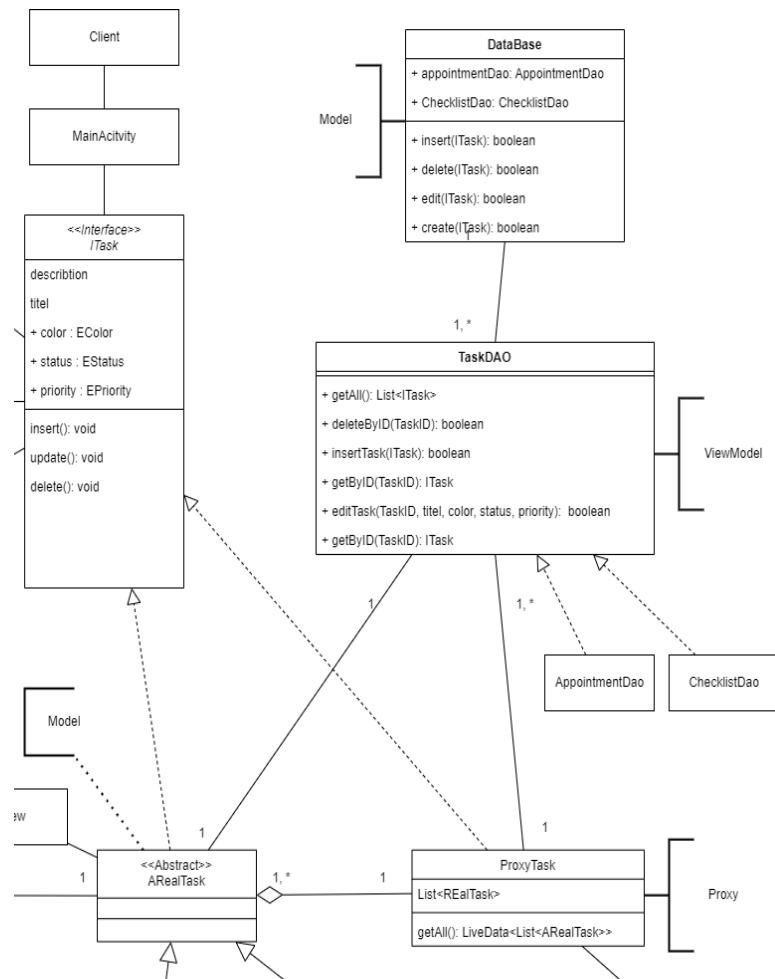 Client
MainAcitvity
<<Interface>>
ITask
describtion
titel
+ color : EColor
+ status : EStatus
+ priority : EPriority
insert(): void
update(): void
delete(): void
Model
DataBase
+ appointmentDao: AppointmentDao
+ ChecklistDao: ChecklistDao
+ insert(ITask): boolean
+ delete(ITask): boolean
+ edit(ITask): boolean
+ create(ITask): boolean
1
1, *
TaskDAO
+ getAll(): List<ITask>
+ deleteByID(TaskID): boolean
+ insertTask(ITask): boolean
+ getByID(TaskID): ITask
+ editTask(TaskID, titel, color, status, priority): boolean
+ getByID(TaskID): ITask
ViewModel
1
1, *
AppointmentDao
ChecklistDao
Model
ew
1
1
1
<<Abstract>>
ARealTask
1, *
1
ProxyTask
List<REalTask>
getAll(): LiveData<List<ARealTask>>
Proxy